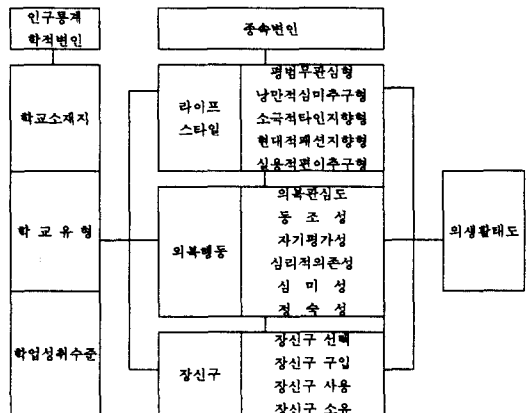 인구통계
학적변인
종속변인
학교소재지
학 교 유 형
학업성취수준
라이프
스타일
평범무관심형
낭만적심미추구형
소극적타인지향형
현대적패션지향형
실용적편이추구형
의복행동
의복관심도
동 조 성
자기평가성
심리적의존성
심 미 성
정 숙 성
장신구
장신구 선택
장신구 구입
장신구 사용
장신구 소유
의생활태도